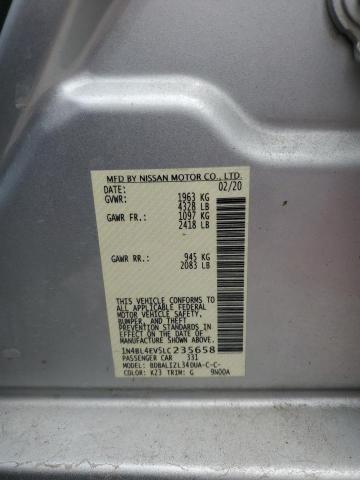 MFD BY NISSAN MOTOR CO., LTD.
DATE: 02/20
GVWR: 1963 KG
4328 LB
GAWR FR.: 1097 KG
2418 LB
GAWR RR.: 945 KG
2083 LB
THIS VEHICLE CONFORMS TO
ALL APPLICABLE FEDERAL
MOTOR VEHICLE SAFETY,
BUMPER, AND THEFT
PREVENTION STANDARDS IN
EFFECT ON THE DATE OF
MANUFACTURE SHOWN ABOVE.
1N4BL4EV5LC235658
PASSENGER CAR 331
MODEL: BDBALIZL340UA-C-C-
COLOR: K23 TRIM: G 9N00A